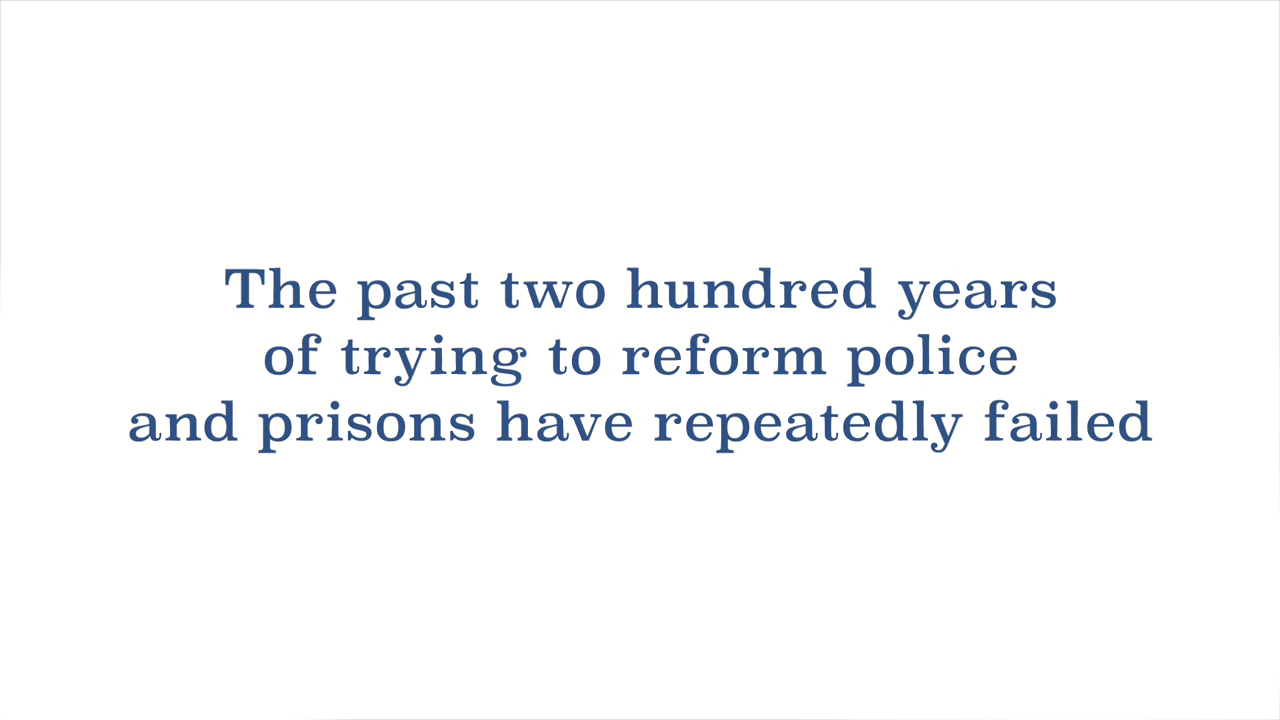 The past two hundred years
of trying to reform police
and prisons have repeatedly failed